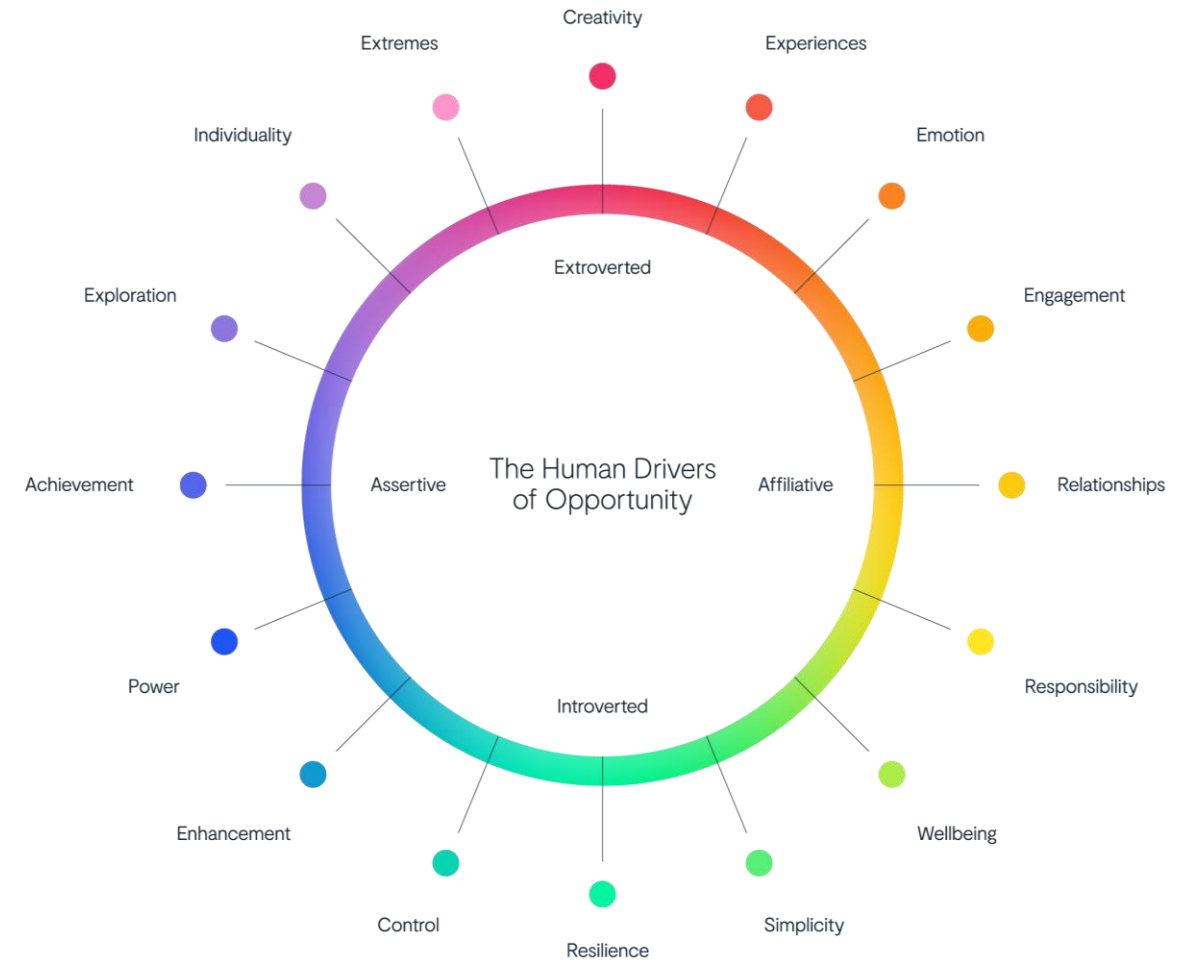 Creativity
Extremes
Experiences
Individuality
Emotion
Extroverted
Exploration
Engagement
The Human Drivers
of Opportunity
Achievement
Assertive
Affiliative
Relationships
Power
Responsibility
Introverted
Enhancement
Wellbeing
Control
Simplicity
Resilience